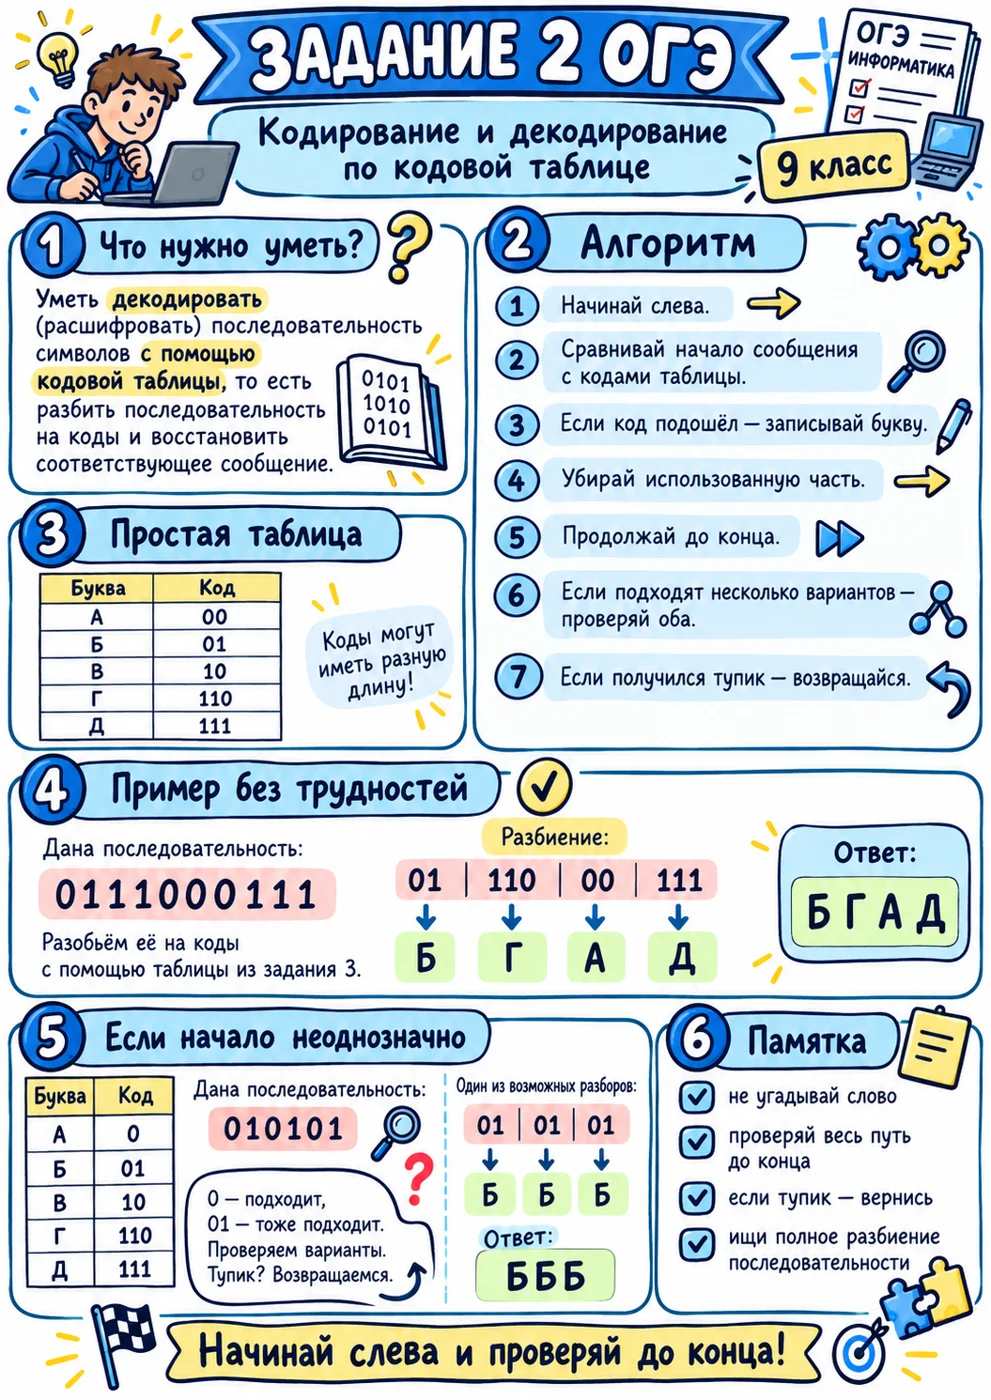 ЗАДАНИЕ 2 ОГЭ
Кодирование и декодирование
по кодовой таблице
ОГЭ
ИНФОРМАТИКА
9 класс
1 Что нужно уметь?
Уметь декодировать
(расшифровать) последовательность
символов с помощью
кодовой таблицы, то есть
разбить последовательность
на коды и восстановить
соответствующее сообщение.
0101
1010
0101
2 Алгоритм
1 Начинай слева.
2 Сравнивай начало сообщения
с кодами таблицы.
3 Если код подошёл — записывай букву.
4 Убирай использованную часть.
5 Продолжай до конца.
6 Если подходят несколько вариантов —
проверяй оба.
7 Если получился тупик — возвращайся.
3 Простая таблица
Буква Код
А 00
Б 01
В 10
Г 110
Д 111
Коды могут
иметь разную
длину!
4 Пример без трудностей
Дана последовательность:
0111000111
Разобьём её на коды
с помощью таблицы из задания 3.
Разбиение:
01 | 110 | 00 | 111
Б Г А Д
Ответ:
БГАД
5 Если начало неоднозначно
Буква Код
А 0
Б 01
В 10
Г 110
Д 111
Дана последовательность:
010101
?
0 — подходит,
01 — тоже подходит.
Проверяем варианты.
Тупик? Возвращаемся.
Один из возможных разборов:
01 | 01 | 01
Б Б Б
Ответ:
БББ
6 Памятка
не угадывай слово
проверяй весь путь
до конца
если тупик — вернись
ищи полное разбиение
последовательности
Начинай слева и проверяй до конца!